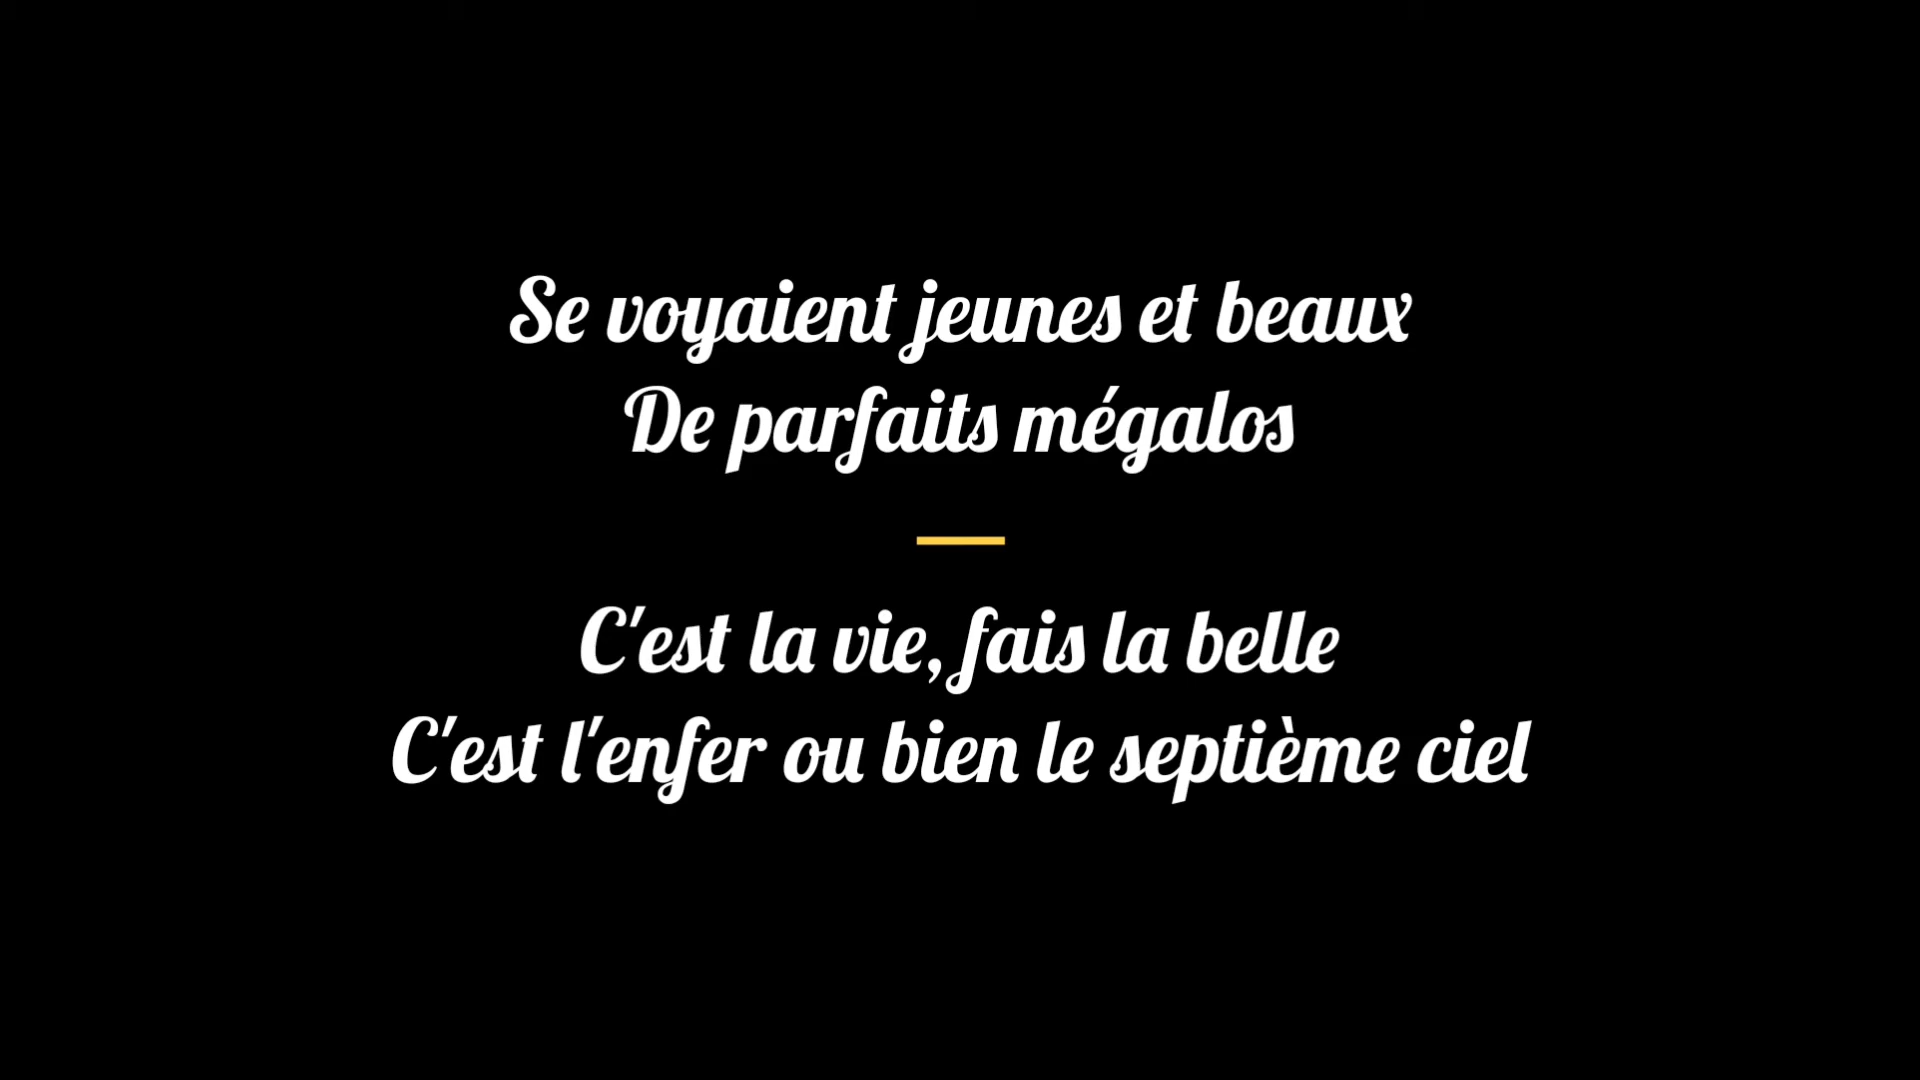 Se voyaient jeunes et beaux
De parfaits mégalos
C'est la vie, fais la belle
C'est l'enfer ou bien le septième ciel